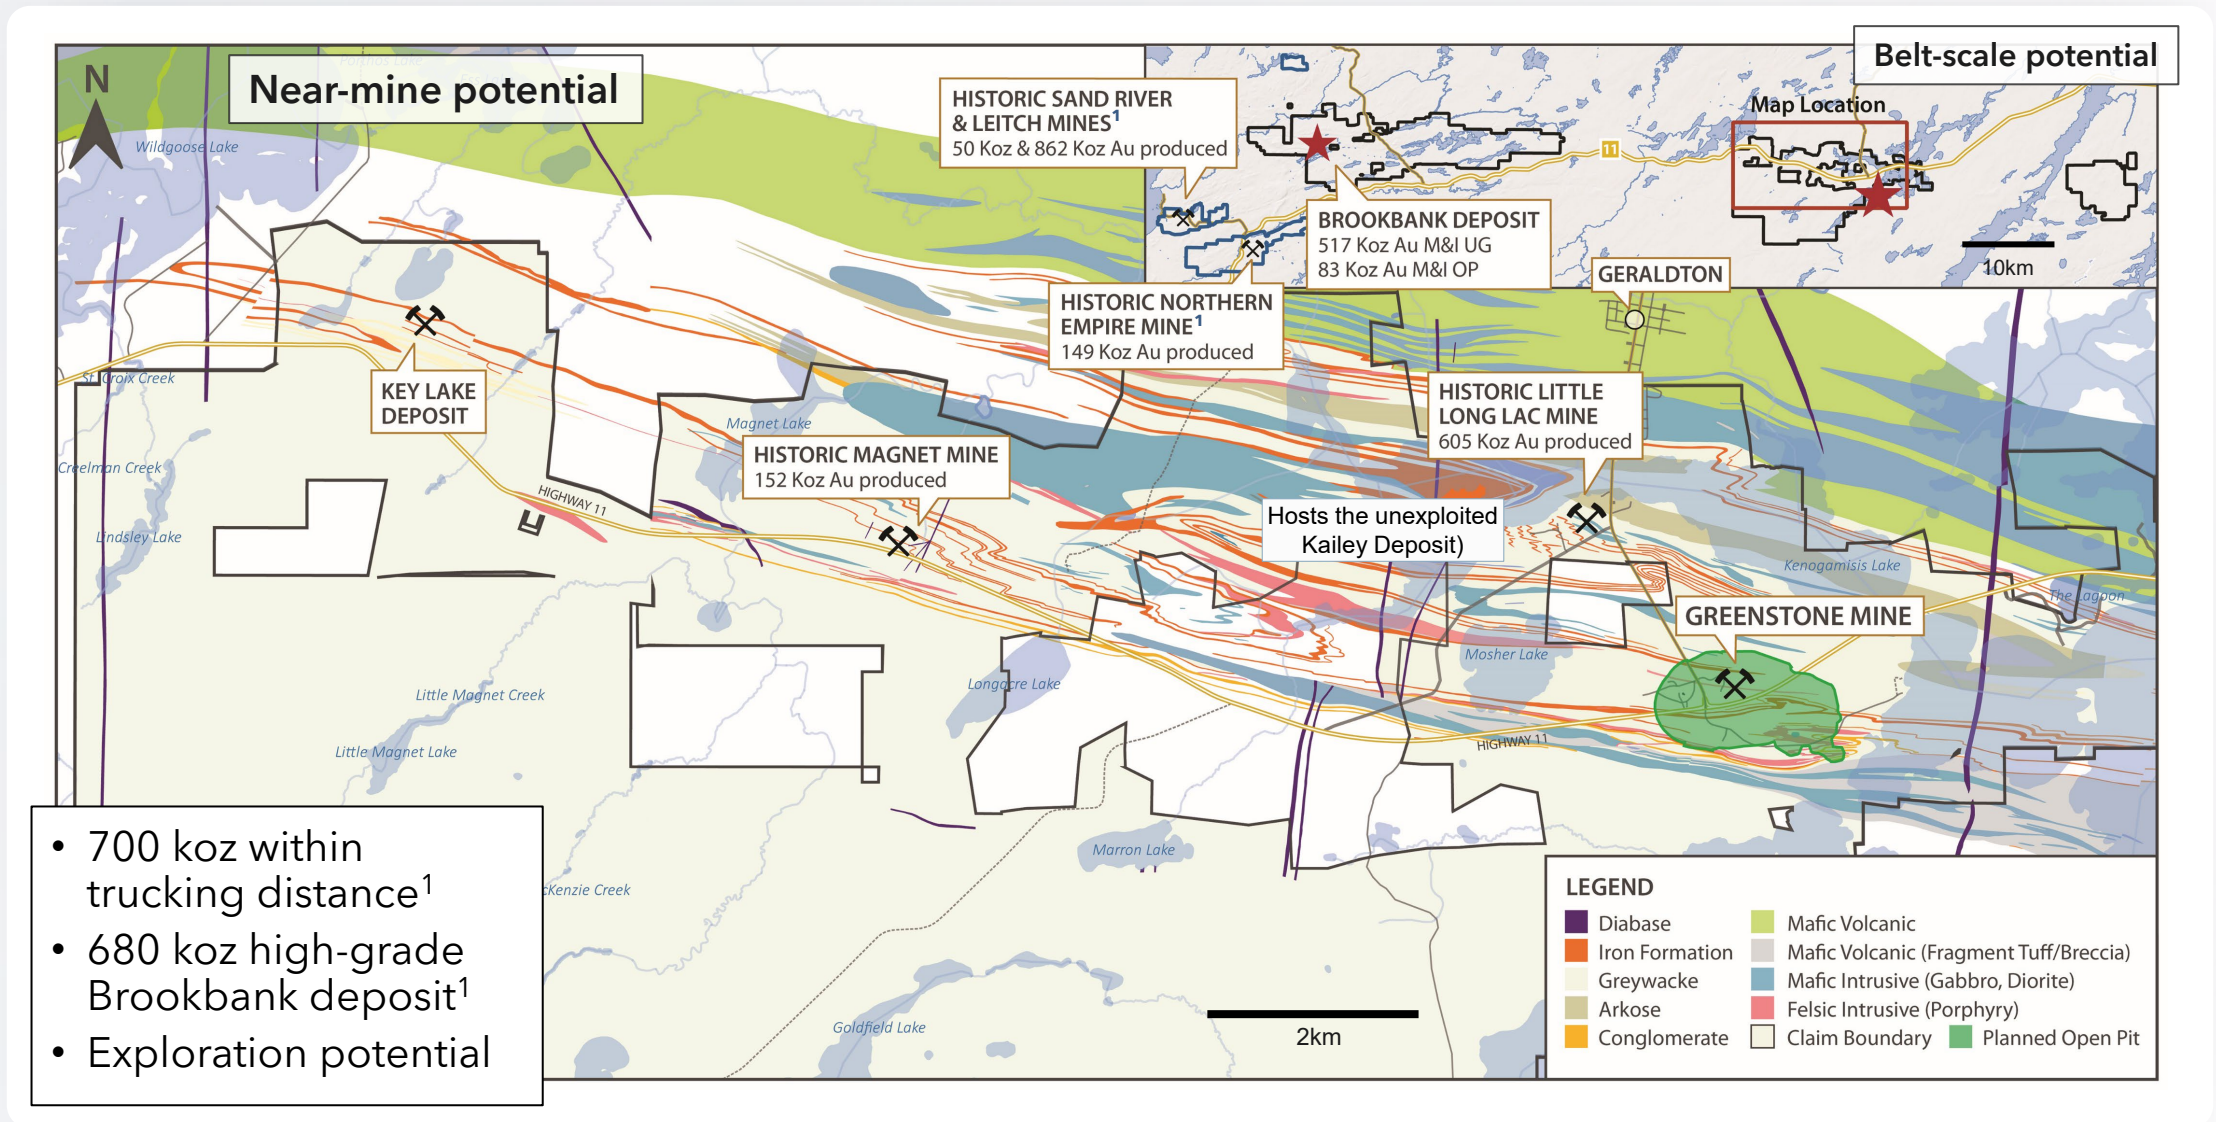 Near-mine potential
Belt-scale potential
N
Wildgoose Lake
HISTORIC SAND RIVER
& LEITCH MINES1
50 Koz & 862 Koz Au produced
Map Location
11
BROOKBANK DEPOSIT
517 Koz Au M&I UG
83 Koz Au M&I OP
10km
GERALDTON
HISTORIC NORTHERN
EMPIRE MINE1
149 Koz Au produced
St. Croix Creek
KEY LAKE
DEPOSIT
HISTORIC LITTLE
LONG LAC MINE
605 Koz Au produced
Magnet Lake
HISTORIC MAGNET MINE
152 Koz Au produced
Creelman Creek
HIGHWAY 11
Lindsley Lake
Hosts the unexploited
Kailey Deposit)
Kenogamisis Lake
The Lagoon
GREENSTONE MINE
Mosher Lake
Longacre Lake
Little Magnet Creek
Little Magnet Lake
HIGHWAY 11
Marron Lake
cKenzie Creek
Goldfield Lake
2km
• 700 koz within
trucking distance1
• 680 koz high-grade
Brookbank deposit1
• Exploration potential
LEGEND
Diabase
Iron Formation
Greywacke
Arkose
Conglomerate
Mafic Volcanic
Mafic Volcanic (Fragment Tuff/Breccia)
Mafic Intrusive (Gabbro, Diorite)
Felsic Intrusive (Porphyry)
Claim Boundary
Planned Open Pit